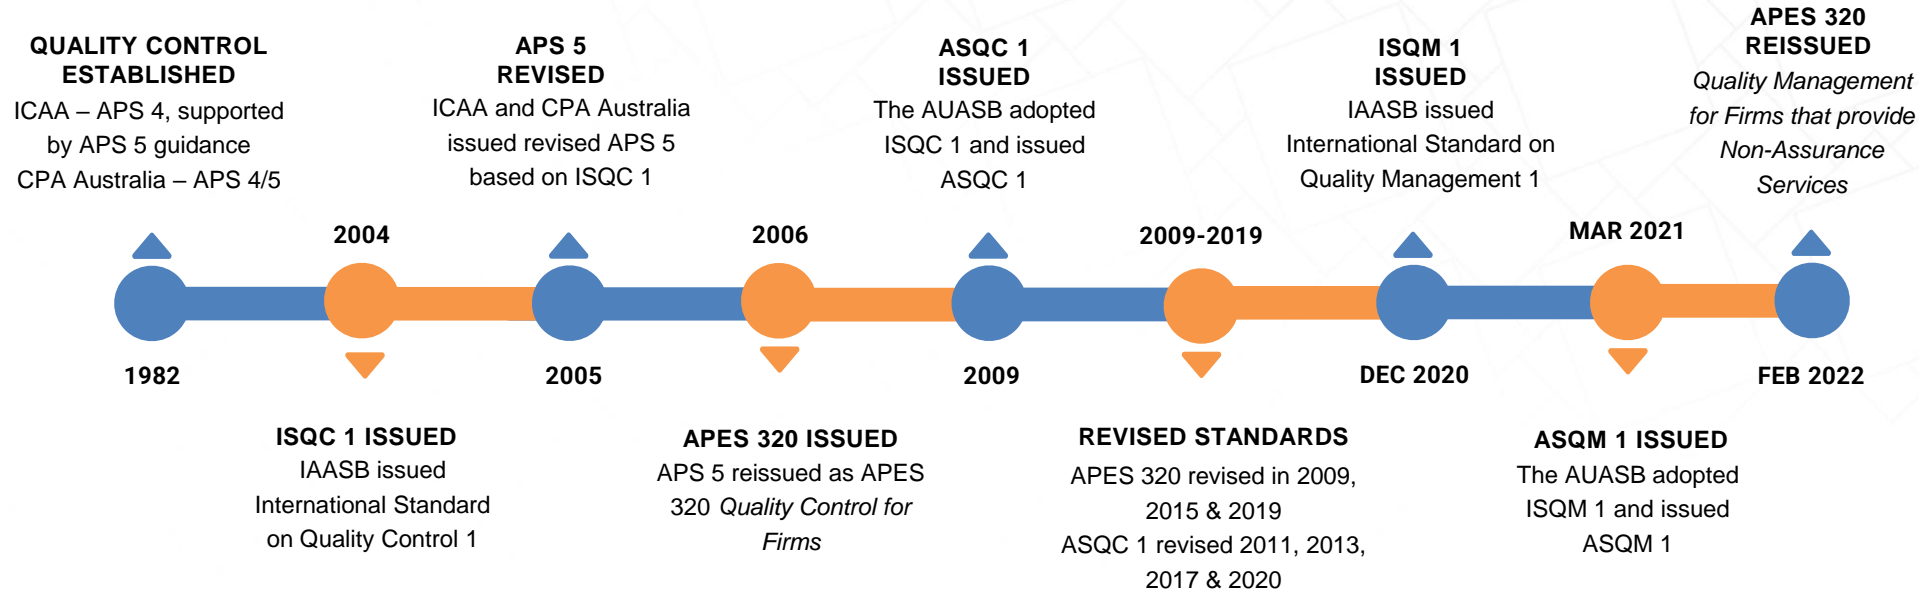 QUALITY CONTROL
ESTABLISHED
ICAA – APS 4, supported
by APS 5 guidance
CPA Australia – APS 4/5
1982
2004
ISQC 1 ISSUED
IAASB issued
International Standard
on Quality Control 1
APS 5
REVISED
ICAA and CPA Australia
issued revised APS 5
based on ISQC 1
2005
2006
APES 320 ISSUED
APS 5 reissued as APES
320 Quality Control for
Firms
ASQC 1
ISSUED
The AUASB adopted
ISQC 1 and issued
ASQC 1
2009
2009-2019
REVISED STANDARDS
APES 320 revised in 2009,
2015 & 2019
ASQC 1 revised 2011, 2013,
2017 & 2020
ISQM 1
ISSUED
IAASB issued
International Standard on
Quality Management 1
DEC 2020
MAR 2021
ASQM 1 ISSUED
The AUASB adopted
ISQM 1 and issued
ASQM 1
APES 320
REISSUED
Quality Management
for Firms that provide
Non-Assurance
Services
FEB 2022